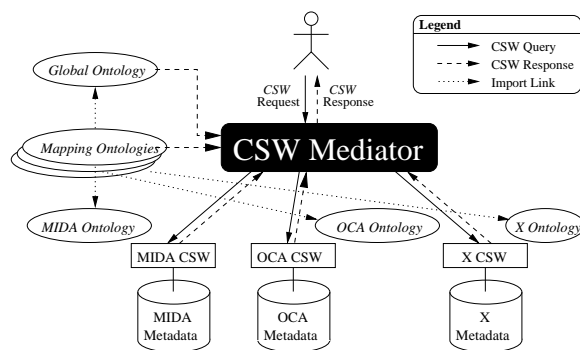 Legend
CSW Query
CSW Response
Import Link
Global Ontology
CSW
Request
CSW
Response
Mapping Ontologies
CSW Mediator
MIDA Ontology
OCA Ontology
X Ontology
MIDA CSW
OCA CSW
X CSW
MIDA
Metadata
OCA
Metadata
X
Metadata